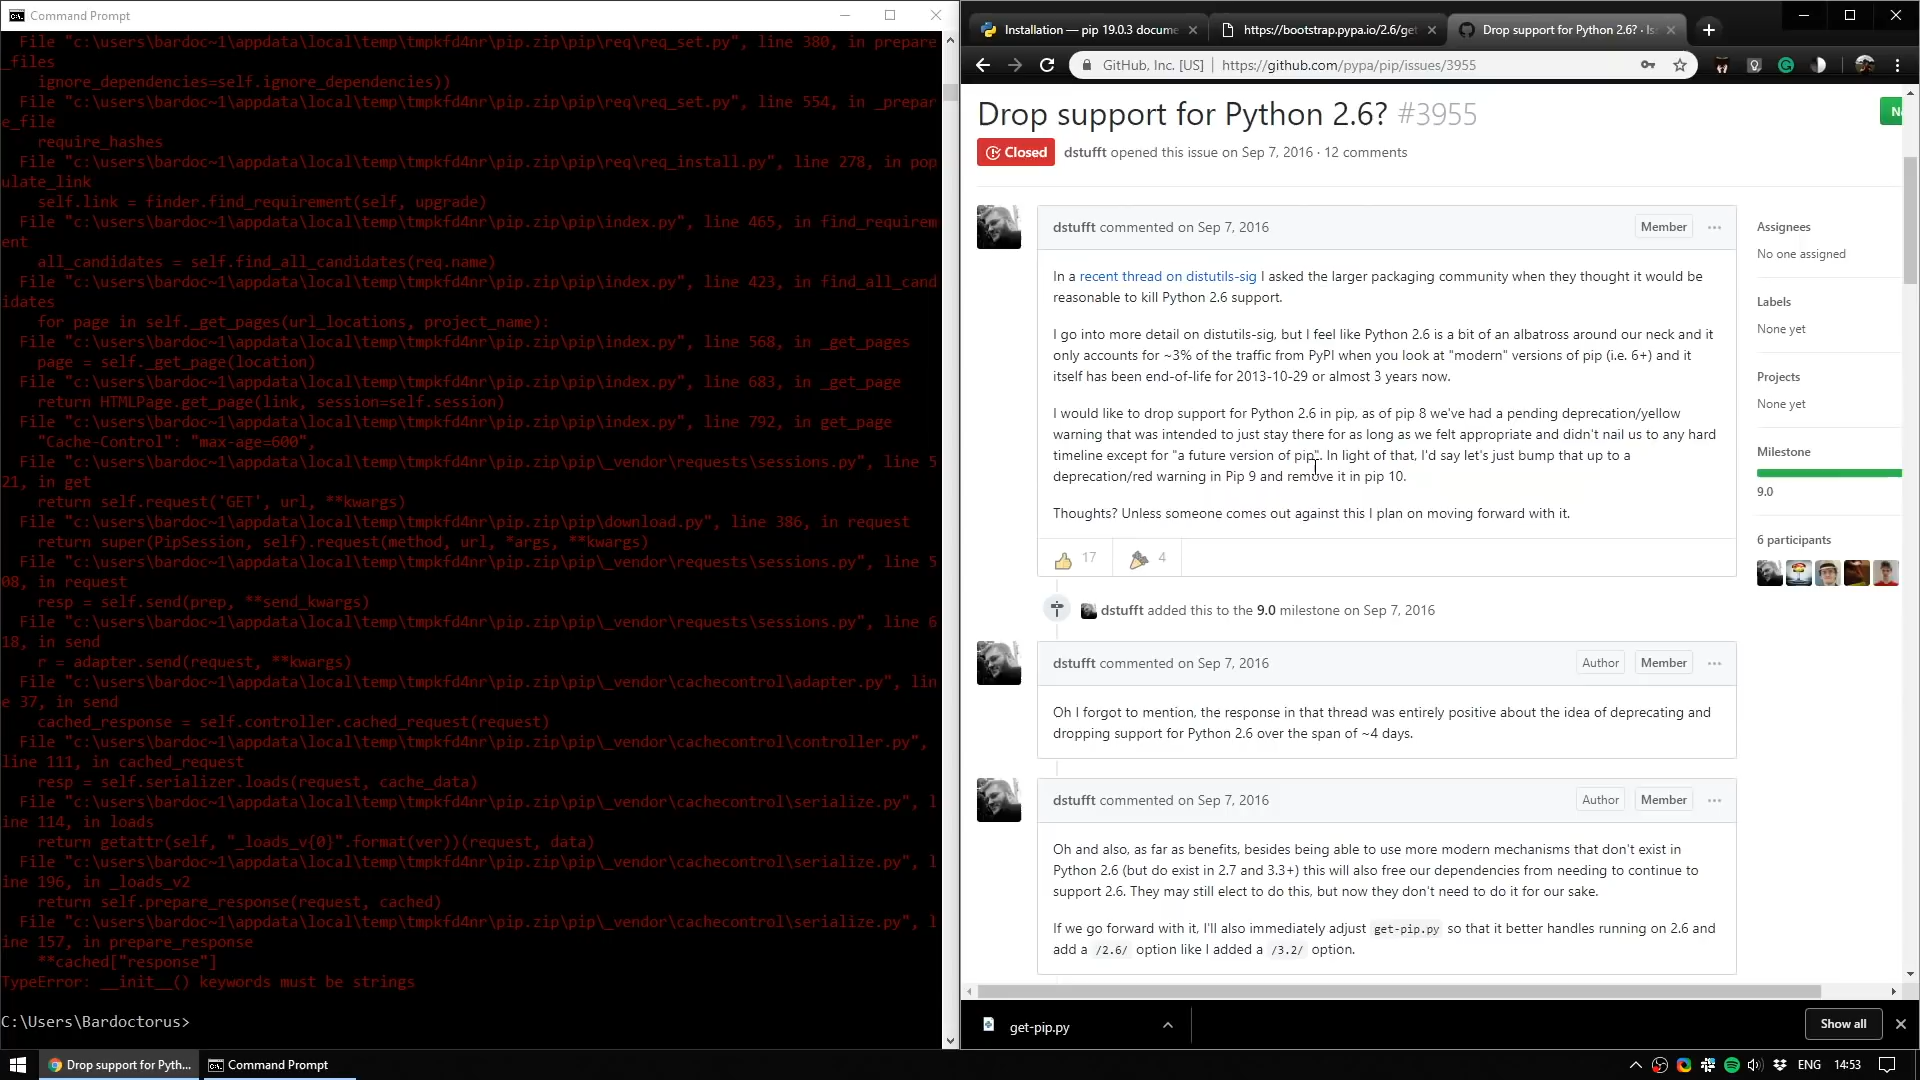 Command Prompt
File "c:\users\bardoc~1\appdata\local\temp\tmpkfd4nr\pip.zip\pip\req\req_set.py", line 380, in prepare
_files
ignore_dependencies=self.ignore_dependencies))
File "c:\users\bardoc~1\appdata\local\temp\tmpkfd4nr\pip.zip\pip\req\req_set.py", line 554, in _prepar
e_file
require_hashes
File "c:\users\bardoc~1\appdata\local\temp\tmpkfd4nr\pip.zip\pip\req\req_install.py", line 278, in pop
ulate_link
self.link = finder.find_requirement(self, upgrade)
File "c:\users\bardoc~1\appdata\local\temp\tmpkfd4nr\pip.zip\pip\index.py", line 465, in find_requirem
ent
all_candidates = self.find_all_candidates(req.name)
File "c:\users\bardoc~1\appdata\local\temp\tmpkfd4nr\pip.zip\pip\index.py", line 423, in find_all_cand
idates
for page in self._get_pages(url_locations, project_name):
File "c:\users\bardoc~1\appdata\local\temp\tmpkfd4nr\pip.zip\pip\index.py", line 568, in _get_pages
page = self._get_page(location)
File "c:\users\bardoc~1\appdata\local\temp\tmpkfd4nr\pip.zip\pip\index.py", line 683, in _get_page
return HTMLPage.get_page(link, session=self.session)
File "c:\users\bardoc~1\appdata\local\temp\tmpkfd4nr\pip.zip\pip\index.py", line 792, in get_page
"Cache-Control": "max-age=600",
File "c:\users\bardoc~1\appdata\local\temp\tmpkfd4nr\pip.zip\pip\_vendor\requests\sessions.py", line 5
21, in get
return self.request('GET', url, **kwargs)
File "c:\users\bardoc~1\appdata\local\temp\tmpkfd4nr\pip.zip\pip\download.py", line 386, in request
return super(PipSession, self).request(method, url, *args, **kwargs)
File "c:\users\bardoc~1\appdata\local\temp\tmpkfd4nr\pip.zip\pip\_vendor\requests\sessions.py", line 5
08, in request
resp = self.send(prep, **send_kwargs)
File "c:\users\bardoc~1\appdata\local\temp\tmpkfd4nr\pip.zip\pip\_vendor\requests\sessions.py", line 6
18, in send
r = adapter.send(request, **kwargs)
File "c:\users\bardoc~1\appdata\local\temp\tmpkfd4nr\pip.zip\pip\_vendor\cachecontrol\adapter.py", lin
e 37, in send
cached_response = self.controller.cached_request(request)
File "c:\users\bardoc~1\appdata\local\temp\tmpkfd4nr\pip.zip\pip\_vendor\cachecontrol\controller.py",
line 111, in cached_request
resp = self.serializer.loads(request, cache_data)
File "c:\users\bardoc~1\appdata\local\temp\tmpkfd4nr\pip.zip\pip\_vendor\cachecontrol\serialize.py", l
ine 114, in loads
return getattr(self, "_loads_v{0}".format(ver))(request, data)
File "c:\users\bardoc~1\appdata\local\temp\tmpkfd4nr\pip.zip\pip\_vendor\cachecontrol\serialize.py", l
ine 196, in _loads_v2
return self.prepare_response(request, cached)
File "c:\users\bardoc~1\appdata\local\temp\tmpkfd4nr\pip.zip\pip\_vendor\cachecontrol\serialize.py", l
ine 157, in prepare_response
**cached["response"]
TypeError: __init__() keywords must be strings
C:\Users\Bardoctorus>
Installation — pip 19.0.3 docume
https://bootstrap.pypa.io/2.6/get
Drop support for Python 2.6? · Is
GitHub, Inc. [US] | https://github.com/pypa/pip/issues/3955
Drop support for Python 2.6? #3955
Ne
Closed dstufft opened this issue on Sep 7, 2016 · 12 comments
dstufft commented on Sep 7, 2016 Member
In a recent thread on distutils-sig I asked the larger packaging community when they thought it would be
reasonable to kill Python 2.6 support.
I go into more detail on distutils-sig, but I feel like Python 2.6 is a bit of an albatross around our neck and it
only accounts for ~3% of the traffic from PyPI when you look at "modern" versions of pip (i.e. 6+) and it
itself has been end-of-life for 2013-10-29 or almost 3 years now.
I would like to drop support for Python 2.6 in pip, as of pip 8 we've had a pending deprecation/yellow
warning that was intended to just stay there for as long as we felt appropriate and didn't nail us to any hard
timeline except for "a future version of pip". In light of that, I'd say let's just bump that up to a
deprecation/red warning in Pip 9 and remove it in pip 10.
Thoughts? Unless someone comes out against this I plan on moving forward with it.
17 4
dstufft added this to the 9.0 milestone on Sep 7, 2016
dstufft commented on Sep 7, 2016 Author Member
Oh I forgot to mention, the response in that thread was entirely positive about the idea of deprecating and
dropping support for Python 2.6 over the span of ~4 days.
dstufft commented on Sep 7, 2016 Author Member
Oh and also, as far as benefits, besides being able to use more modern mechanisms that don't exist in
Python 2.6 (but do exist in 2.7 and 3.3+) this will also free our dependencies from needing to continue to
support 2.6. They may still elect to do this, but now they don't need to do it for our sake.
If we go forward with it, I'll also immediately adjust get-pip.py so that it better handles running on 2.6 and
add a /2.6/ option like I added a /3.2/ option.
Assignees
No one assigned
Labels
None yet
Projects
None yet
Milestone
9.0
6 participants
get-pip.py
Show all
Drop support for Pyth...
Command Prompt
ENG
14:53